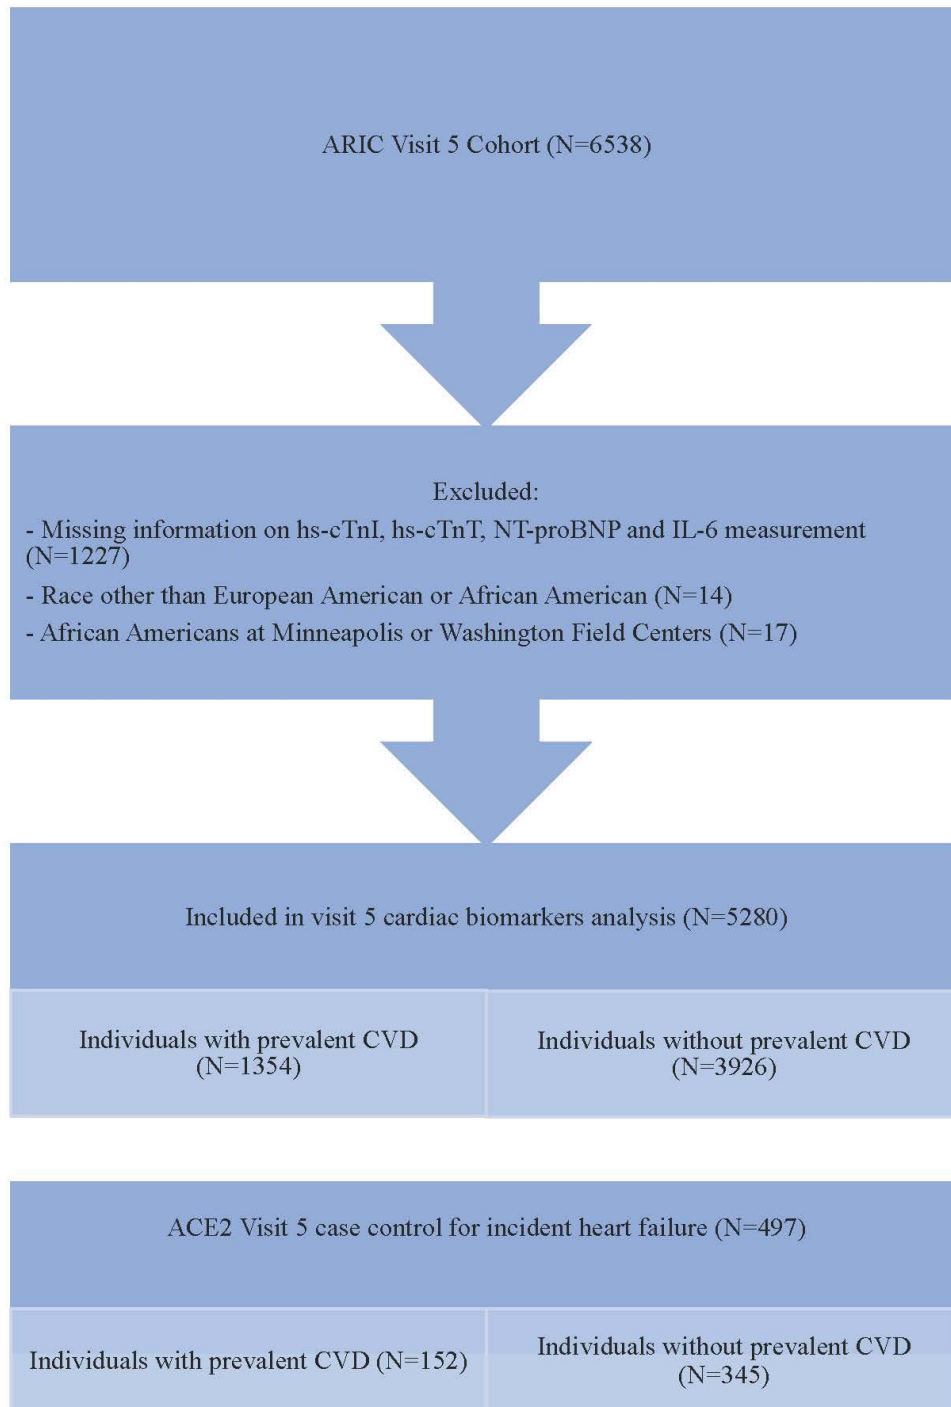 ARIC Visit 5 Cohort (N=6538)
Excluded:
- Missing information on hs-cTnI, hs-cTnT, NT-proBNP and IL-6 measurement
(N=1227)
- Race other than European American or African American (N=14)
- African Americans at Minneapolis or Washington Field Centers (N=17)
Included in visit 5 cardiac biomarkers analysis (N=5280)
Individuals with prevalent CVD
(N=1354)
Individuals without prevalent CVD
(N=3926)
ACE2 Visit 5 case control for incident heart failure (N=497)
Individuals with prevalent CVD (N=152)
Individuals without prevalent CVD
(N=345)